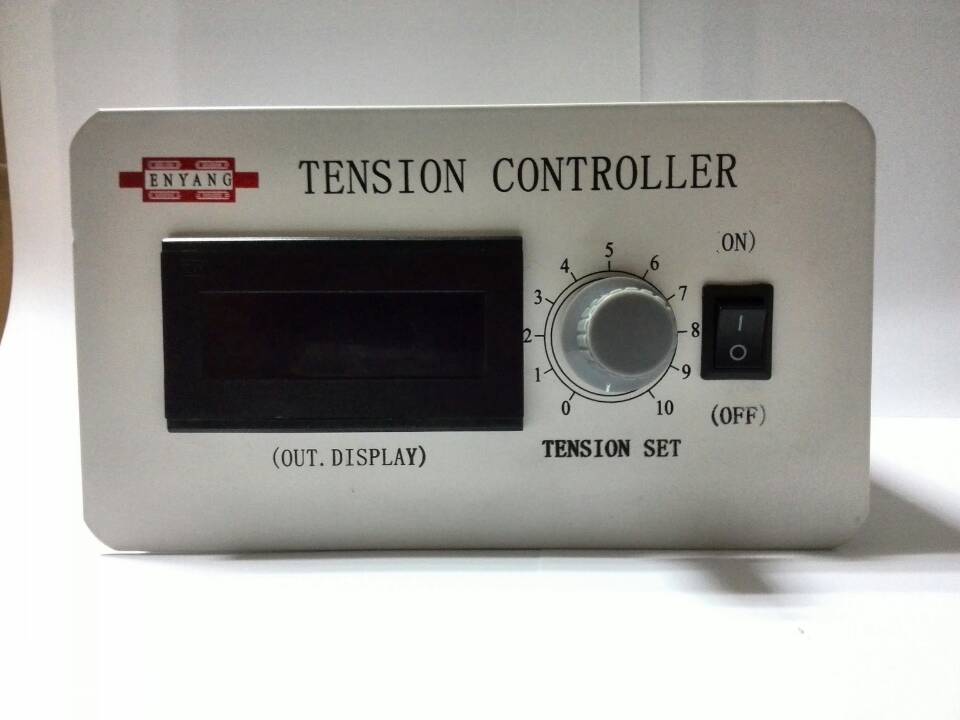 ENYANG
TENSION CONTROLLER
(ON)
0 1 2 3 4 5 6 7 8 9 10
(OFF)
(OUT. DISPLAY)
TENSION SET